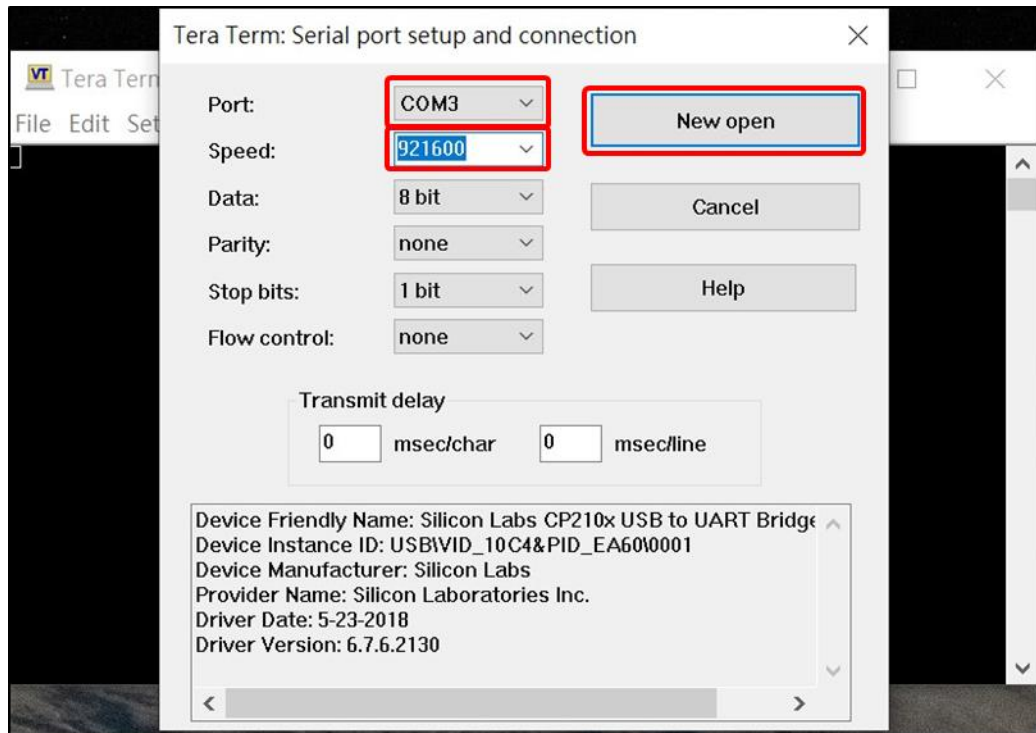 Tera Term: Serial port setup and connection
VT Tera Tern
File Edit Set
Port: COM3
New open
Speed: 921600
Data: 8 bit
Cancel
Parity: none
Stop bits: 1 bit
Help
Flow control: none
Transmit delay
0 msec/char 0 msec/line
Device Friendly Name: Silicon Labs CP210x USB to UART Bridge
Device Instance ID: USB\VID_10C4&PID_EA60\0001
Device Manufacturer: Silicon Labs
Provider Name: Silicon Laboratories Inc.
Driver Date: 5-23-2018
Driver Version: 6.7.6.2130